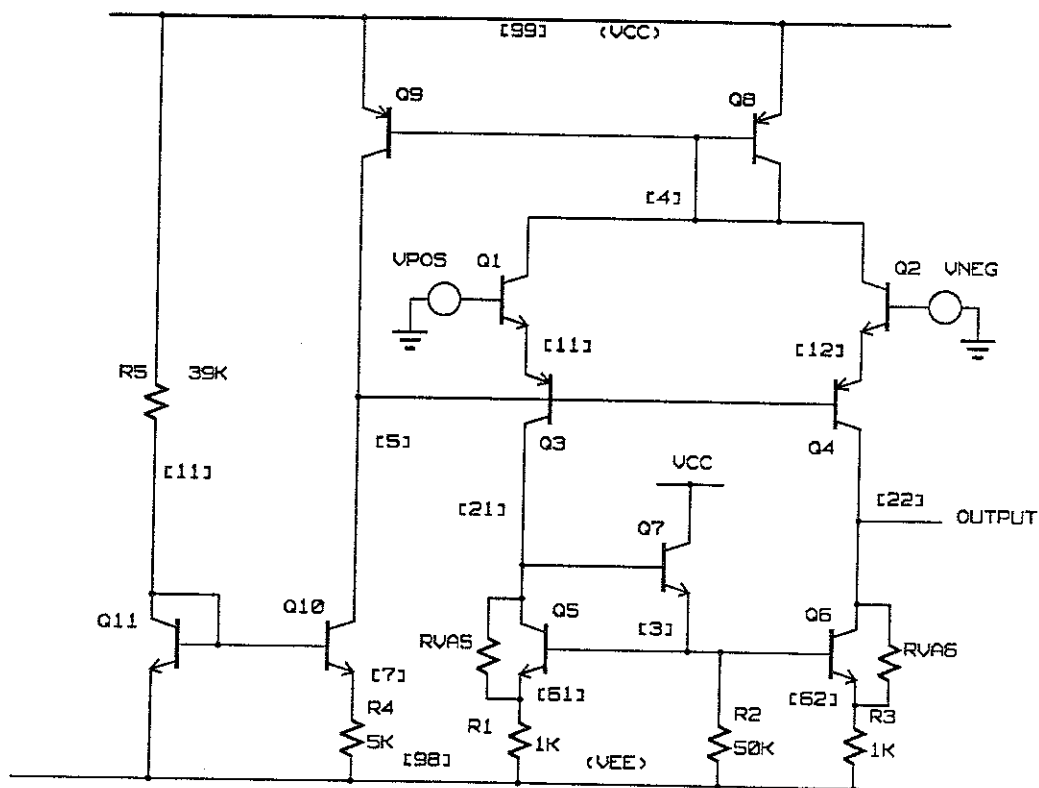 [99] (VCC)
Q9
Q8
[4]
VPOS
Q1
Q2
VNEG
[11]
[12]
R5 39K
[5]
Q3
Q4
[11]
VCC
[21]
[22]
Q7
OUTPUT
Q11
Q10
Q5
Q6
[3]
RVA5
RVA6
[7]
[61]
[62]
R4
R1
R2
R3
5K
1K
50K
1K
[98] (VEE)